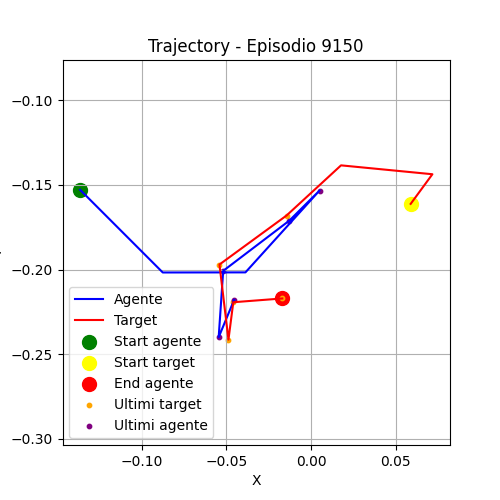 Trajectory - Episodio 9150
−0.10
−0.15
−0.20
−0.25
−0.30
Agente
Target
Start agente
Start target
End agente
Ultimi target
Ultimi agente
−0.10
−0.05
0.00
0.05
X